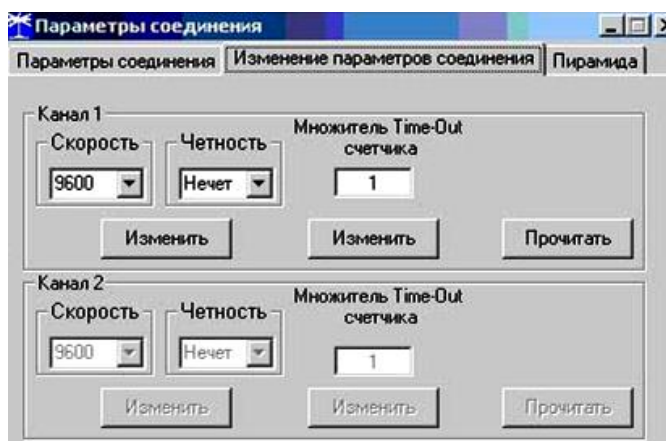 Параметры соединения
Параметры соединения Изменение параметров соединения Пирамида
Канал 1
Скорость Четность Множитель Time-Out
счетчика
9600 Нечет 1
Изменить Изменить Прочитать
Канал 2
Скорость Четность Множитель Time-Out
счетчика
9600 Нечет 1
Изменить Изменить Прочитать